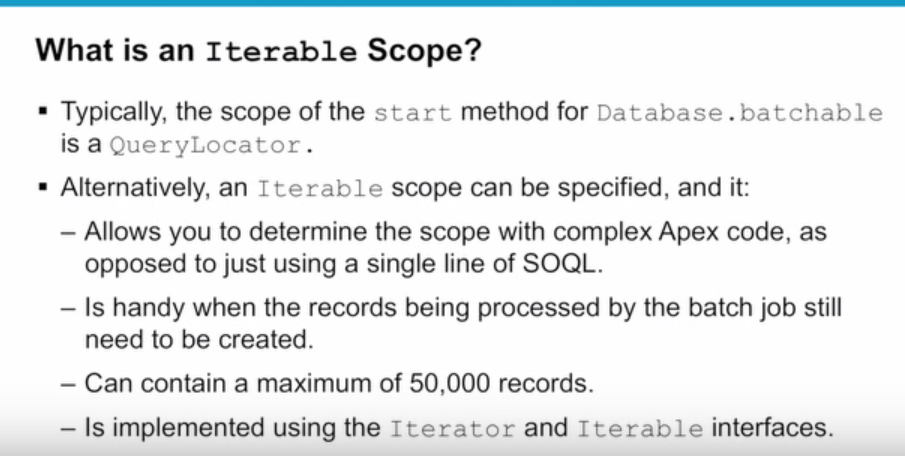 What is an Iterable Scope?
▪ Typically, the scope of the start method for Database.batchable
is a QueryLocator.
▪ Alternatively, an Iterable scope can be specified, and it:
– Allows you to determine the scope with complex Apex code, as
opposed to just using a single line of SOQL.
– Is handy when the records being processed by the batch job still
need to be created.
– Can contain a maximum of 50,000 records.
– Is implemented using the Iterator and Iterable interfaces.